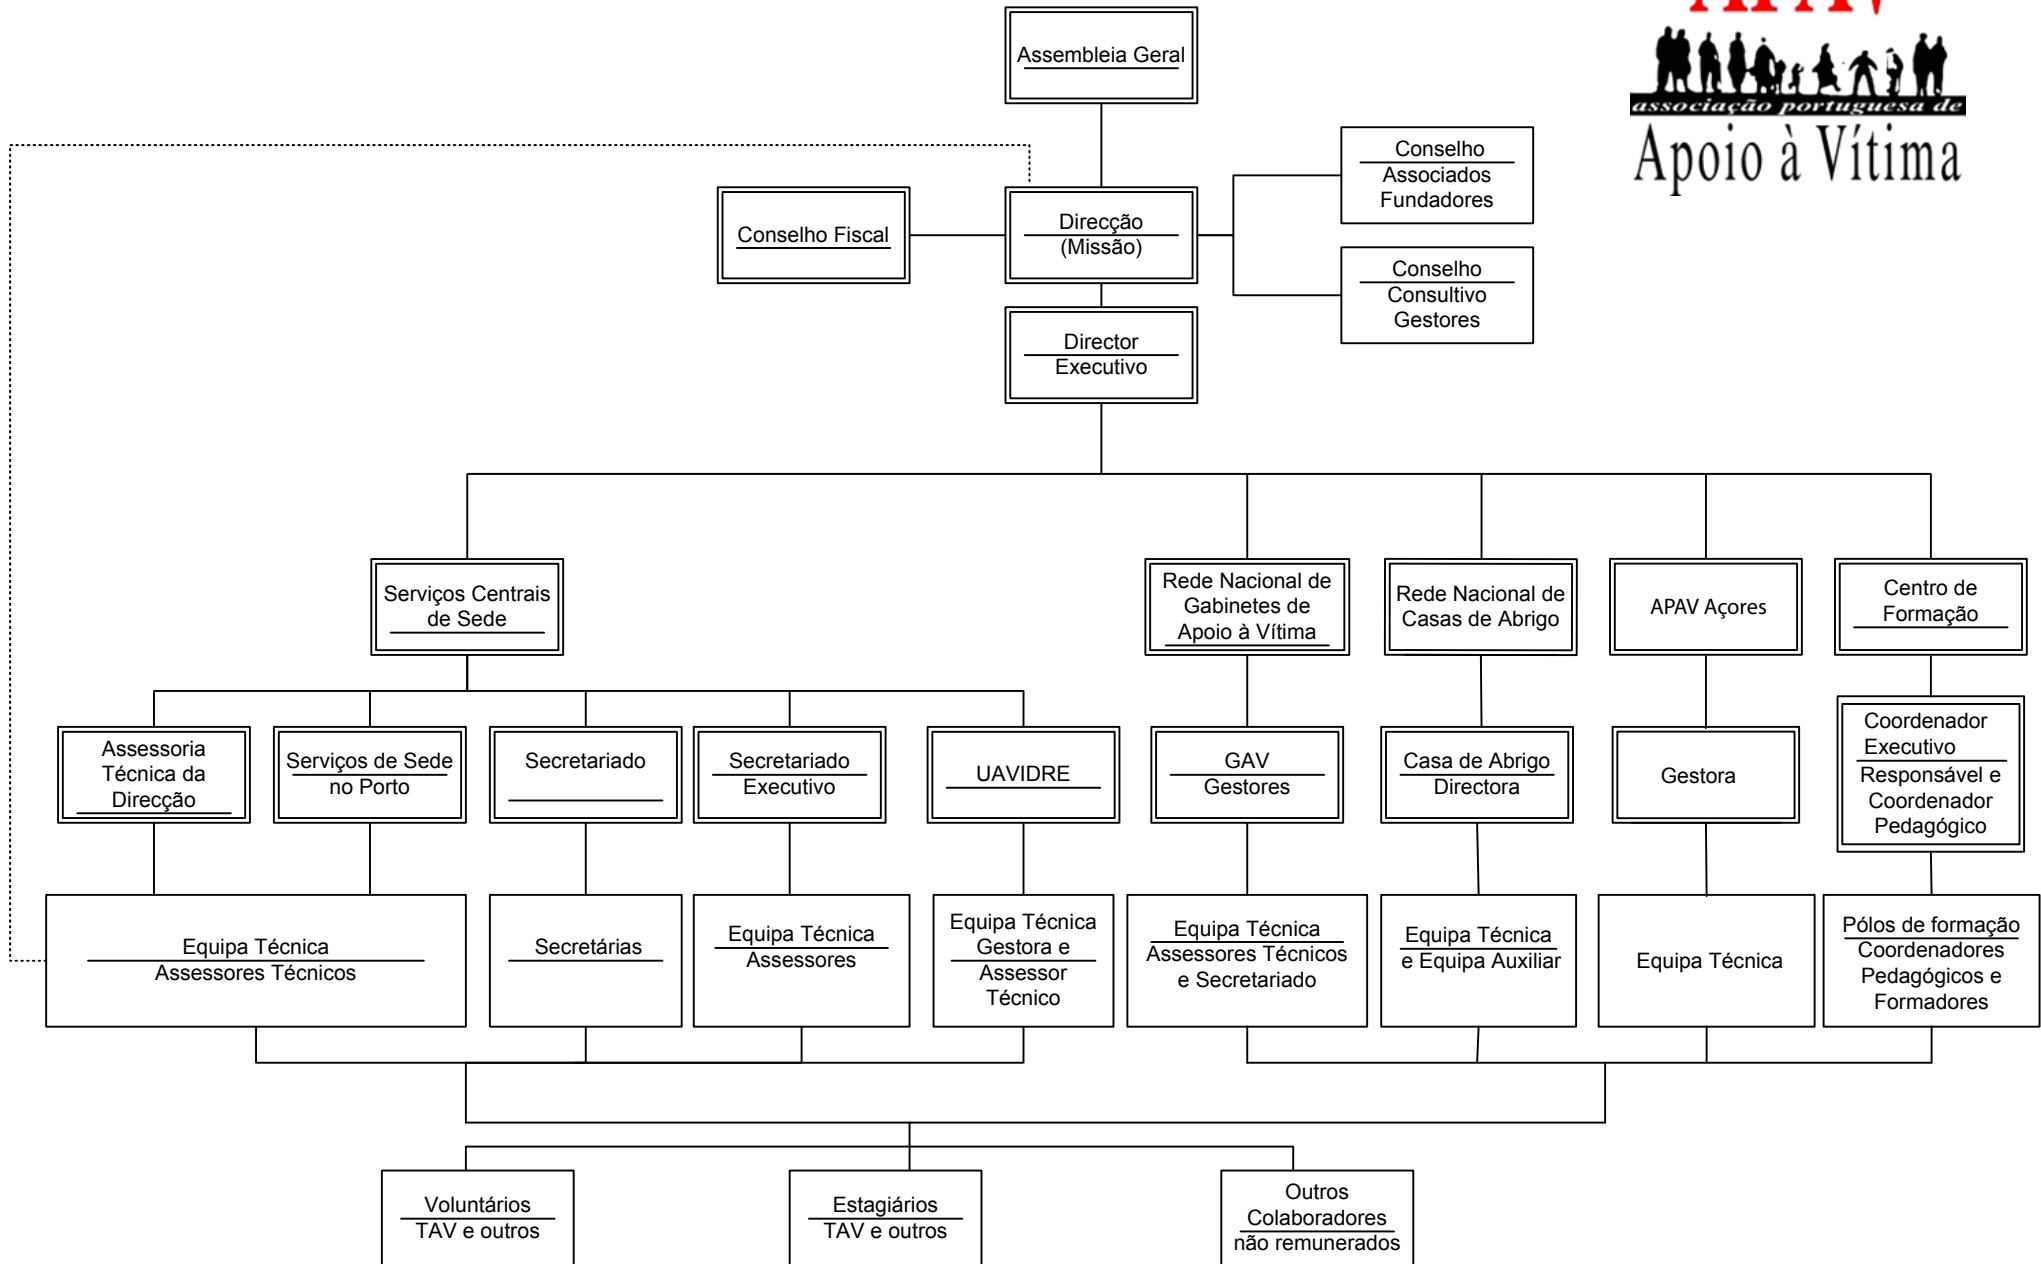 APAV
associação portuguesa de
Apoio à Vítima
Assembleia Geral
Conselho
Associados
Fundadores
Conselho Fiscal
Direcção
(Missão)
Conselho
Consultivo
Gestores
Director
Executivo
Serviços Centrais
de Sede
Rede Nacional de
Gabinetes de
Apoio à Vítima
Rede Nacional de
Casas de Abrigo
APAV Açores
Centro de
Formação
Assessoria
Técnica da
Direcção
Serviços de Sede
no Porto
Secretariado
Secretariado
Executivo
UAVIDRE
GAV
Gestores
Casa de Abrigo
Directora
Gestora
Coordenador
Executivo
Responsável e
Coordenador
Pedagógico
Equipa Técnica
Assessores Técnicos
Secretárias
Equipa Técnica
Assessores
Equipa Técnica
Gestora e
Assessor
Técnico
Equipa Técnica
Assessores Técnicos
e Secretariado
Equipa Técnica
e Equipa Auxiliar
Equipa Técnica
Pólos de formação
Coordenadores
Pedagógicos e
Formadores
Voluntários
TAV e outros
Estagiários
TAV e outros
Outros
Colaboradores
não remunerados